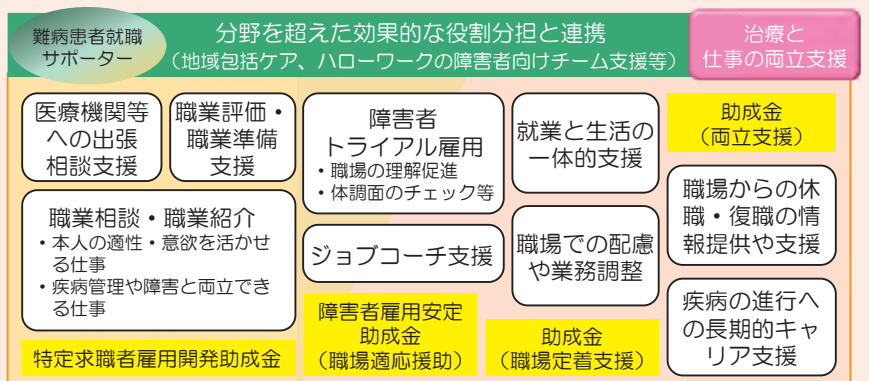 難病患者就職
サポーター
分野を超えた効果的な役割分担と連携
（地域包括ケア、ハローワークの障害者向けチーム支援等）
治療と
仕事の両立支援
医療機関等
への出張
相談支援
職業評価・
職業準備
支援
職業相談・職業紹介
・本人の適性・意欲を活かせ
る仕事
・疾病管理や障害と両立でき
る仕事
特定求職者雇用開発助成金
障害者
トライアル雇用
・職場の理解促進
・体調面のチェック等
ジョブコーチ支援
障害者雇用安定
助成金
（職場適応援助）
就業と生活の
一体的支援
職場での配慮
や業務調整
助成金
（職場定着支援）
助成金
（両立支援）
職場からの休
職・復職の情
報提供や支援
疾病の進行へ
の長期的キャ
リア支援